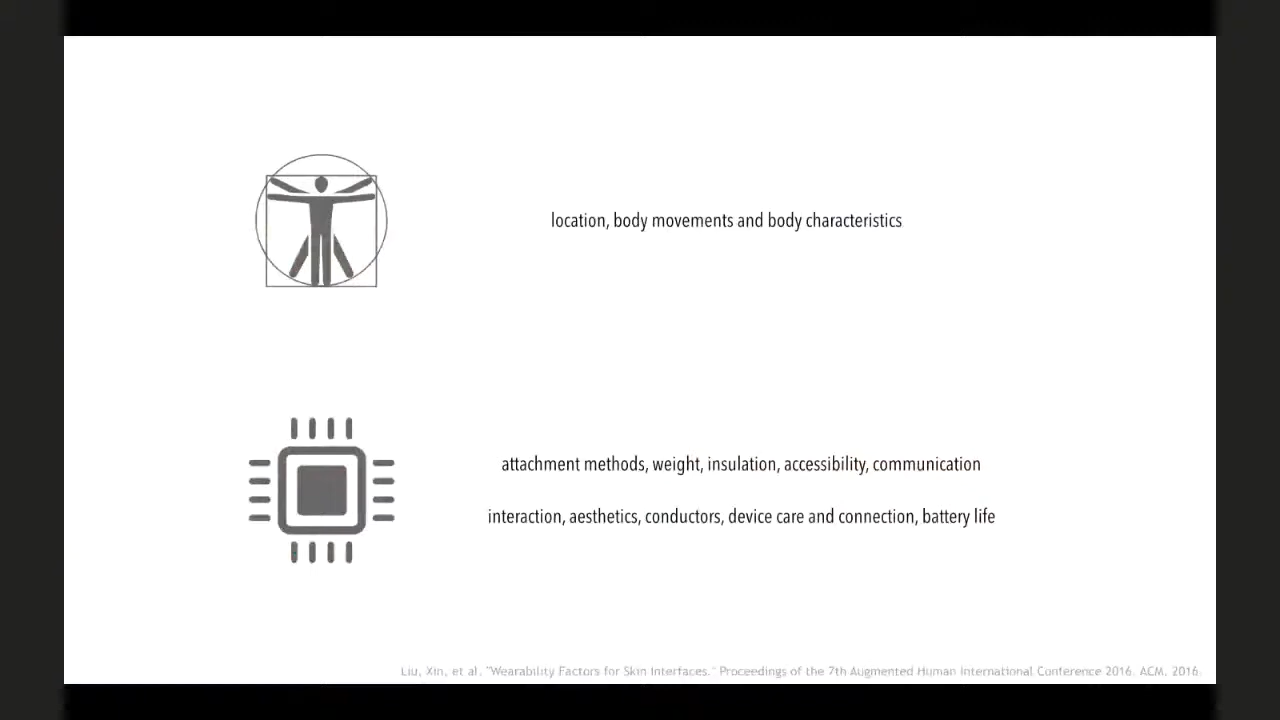 location, body movements and body characteristics
attachment methods, weight, insulation, accessibility, communication
interaction, aesthetics, conductors, device care and connection, battery life
Liu, Xin, et al. "Wearability Factors for Skin Interfaces." Proceedings of the 7th Augmented Human International Conference 2016. ACM, 2016.